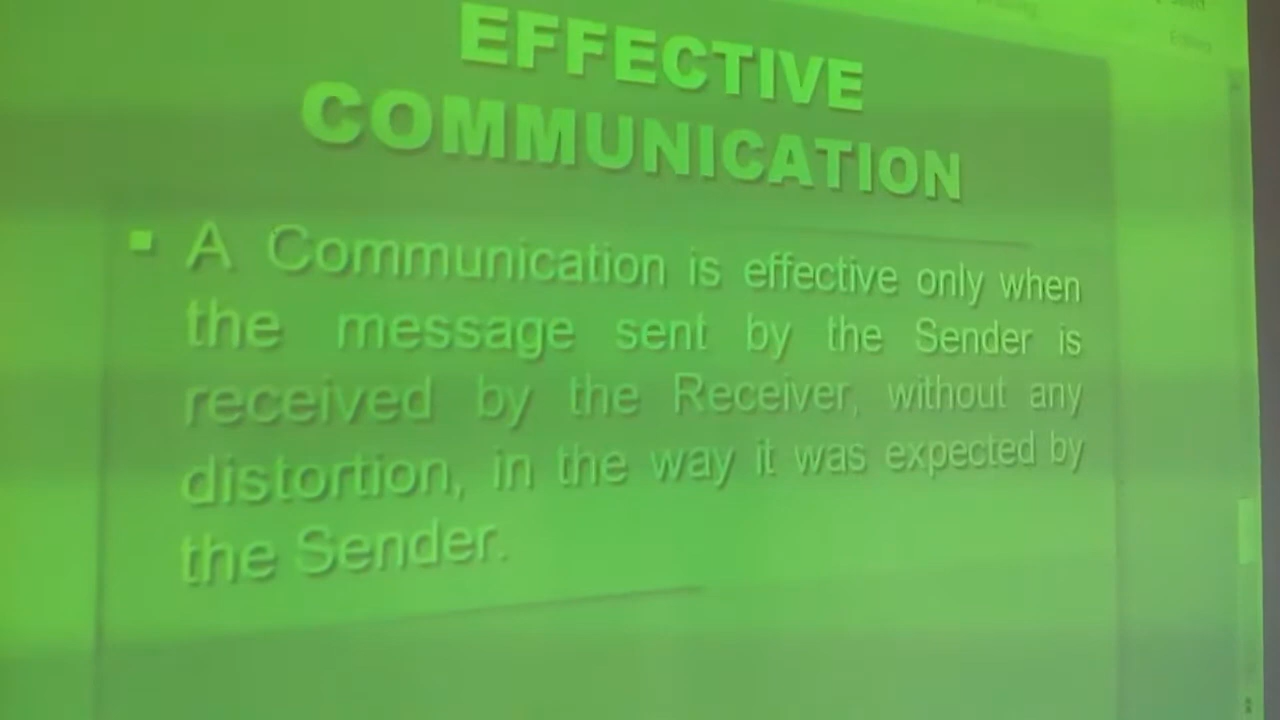 EFFECTIVE
COMMUNICATION
▪ A Communication is effective only when
the message sent by the Sender is
received by the Receiver, without any
distortion, in the way it was expected by
the Sender.